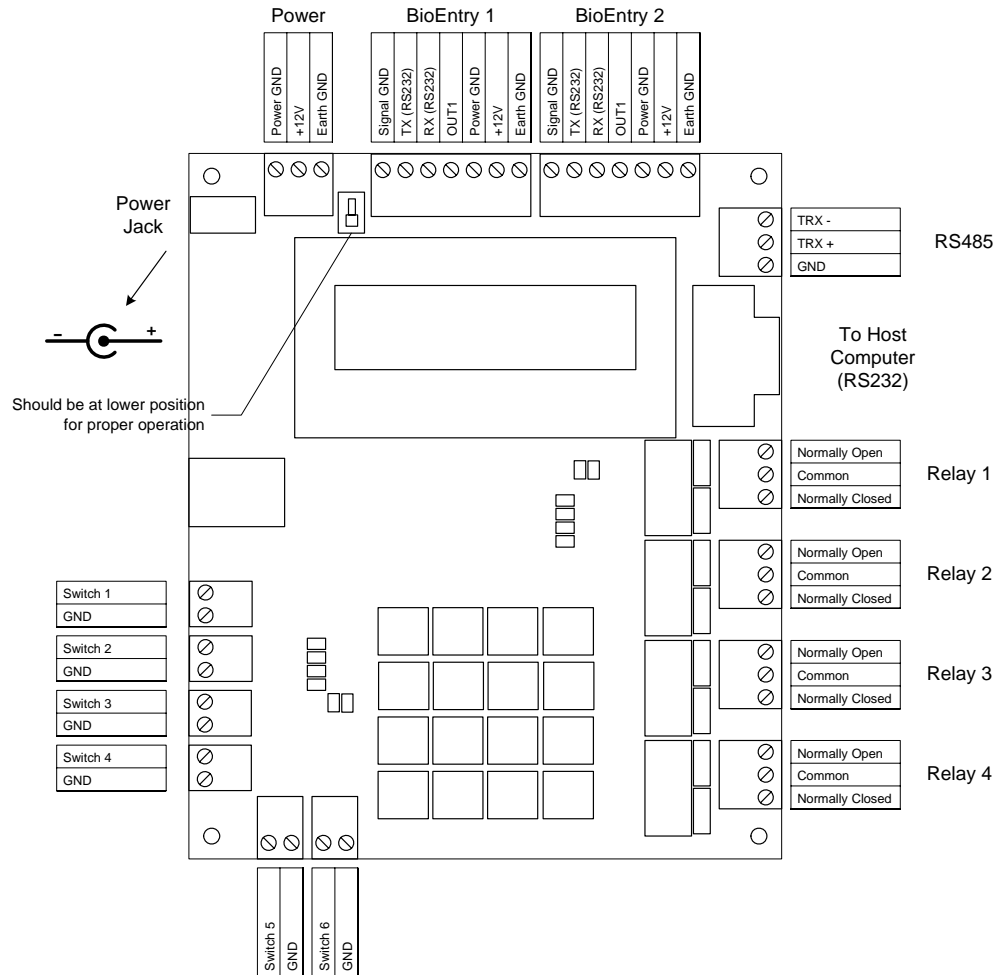 Power
BioEntry 1
BioEntry 2
Power GND
+12V
Earth GND
Signal GND
TX (RS232)
RX (RS232)
OUT1
Power GND
+12V
Earth GND
Signal GND
TX (RS232)
RX (RS232)
OUT1
Power GND
+12V
Earth GND
Power
Jack
TRX -
TRX +
GND
RS485
- +
To Host
Computer
(RS232)
Should be at lower position
for proper operation
Normally Open
Common
Normally Closed
Relay 1
Normally Open
Common
Normally Closed
Relay 2
Switch 1
GND
Switch 2
GND
Switch 3
GND
Switch 4
GND
Normally Open
Common
Normally Closed
Relay 3
Normally Open
Common
Normally Closed
Relay 4
Switch 5
GND
Switch 6
GND